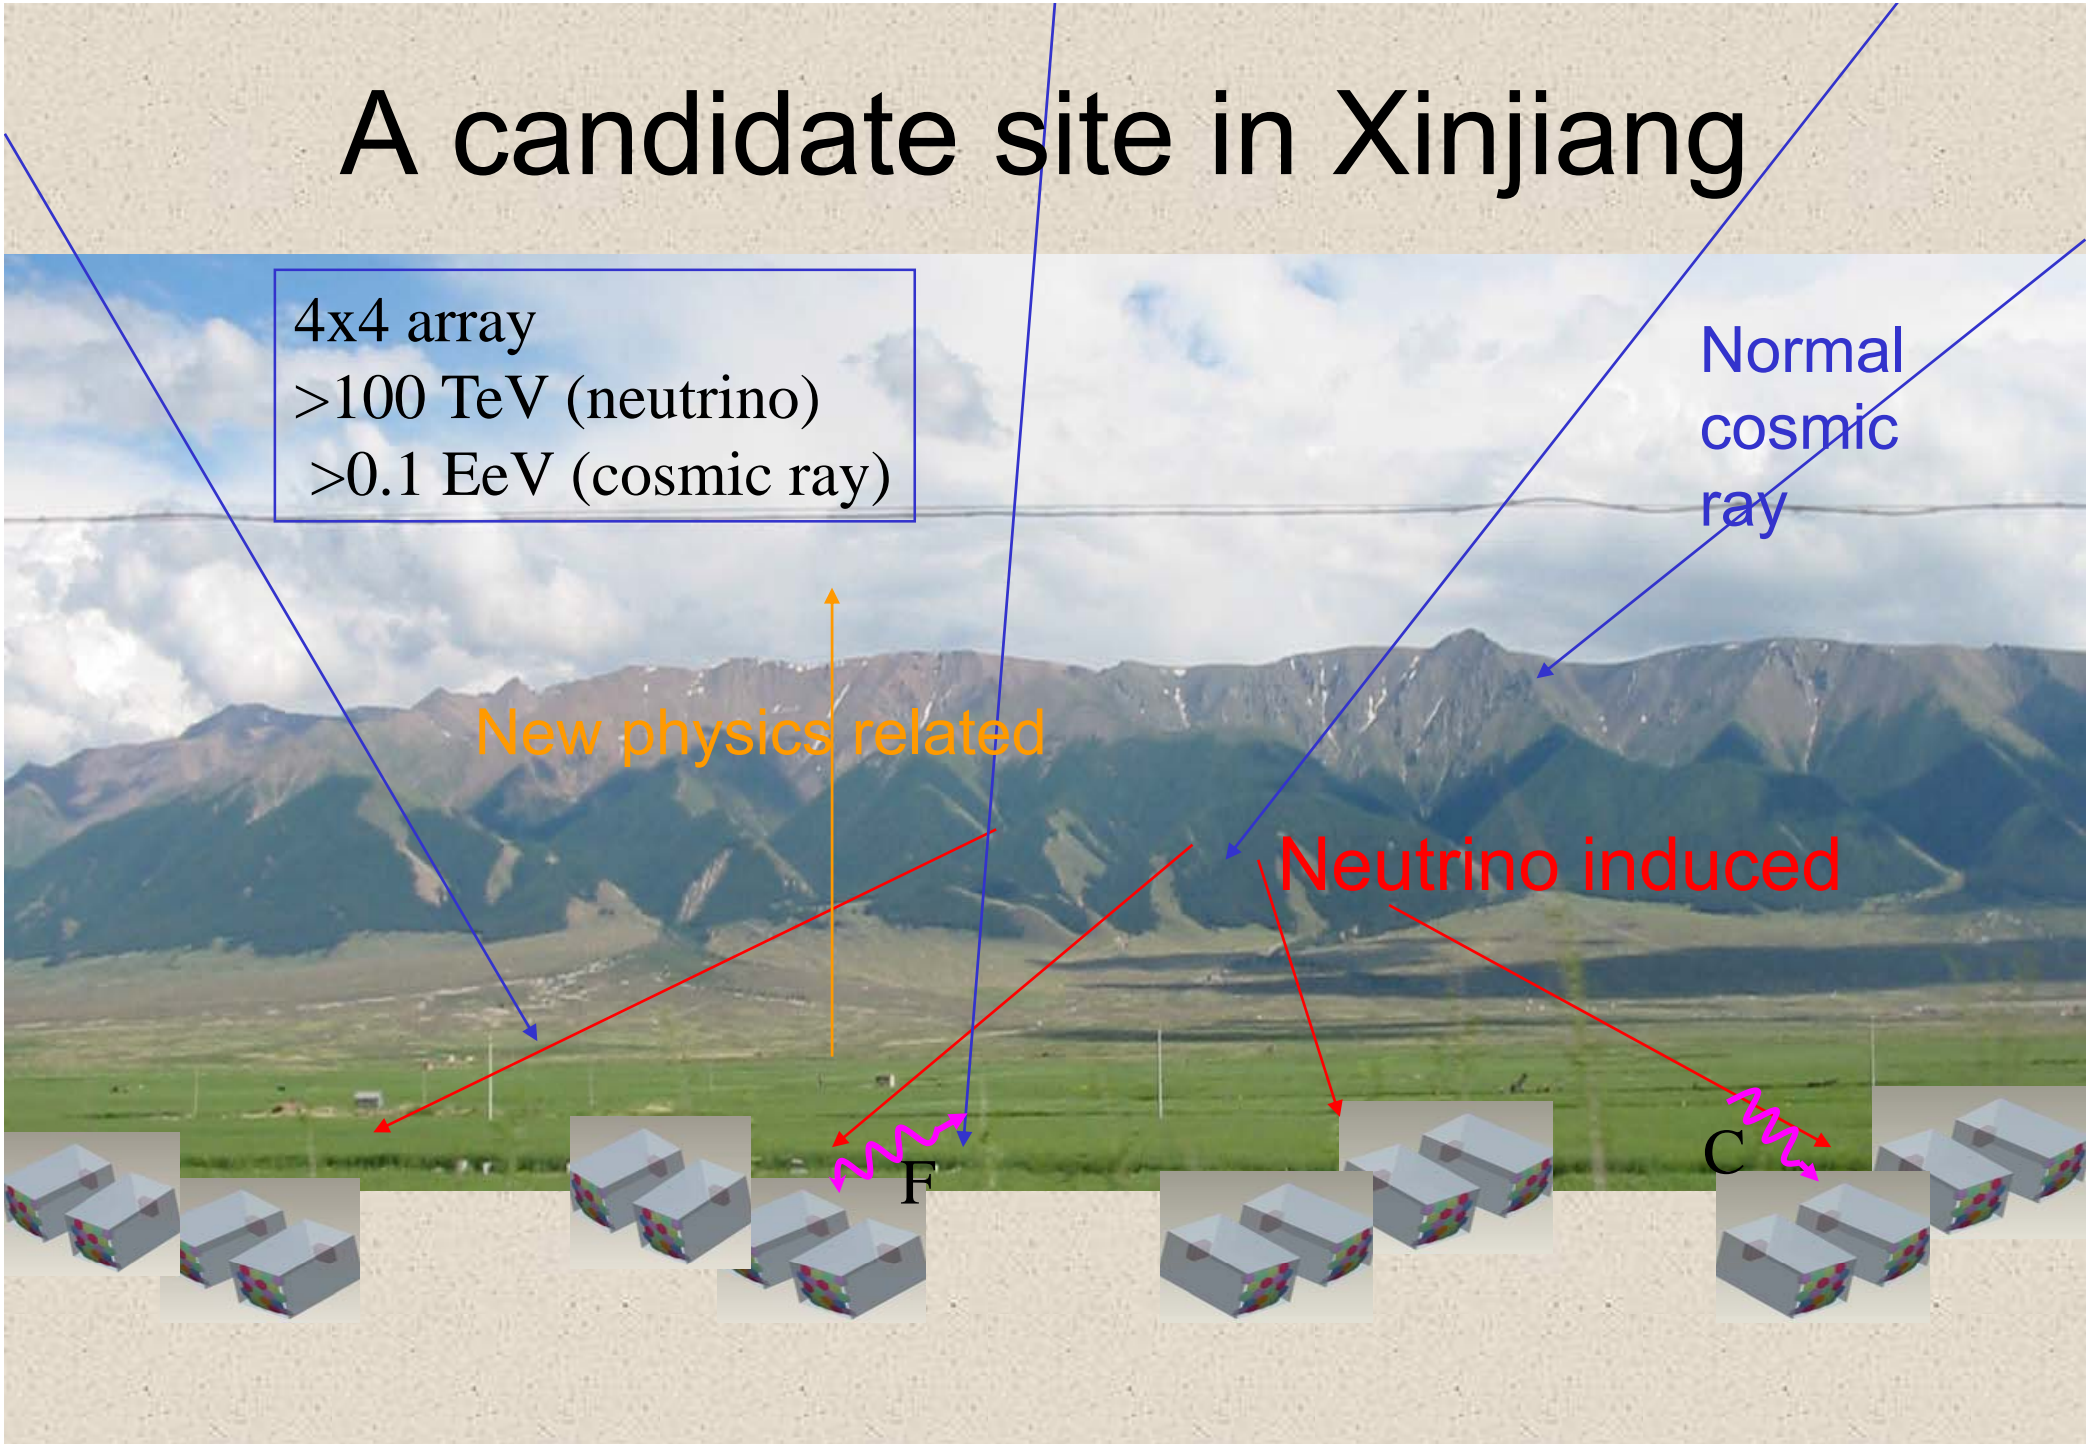 A candidate site in Xinjiang
4x4 array
>100 TeV (neutrino)
>0.1 EeV (cosmic ray)
Normal
cosmic
ray
New physics related
Neutrino induced
F
C